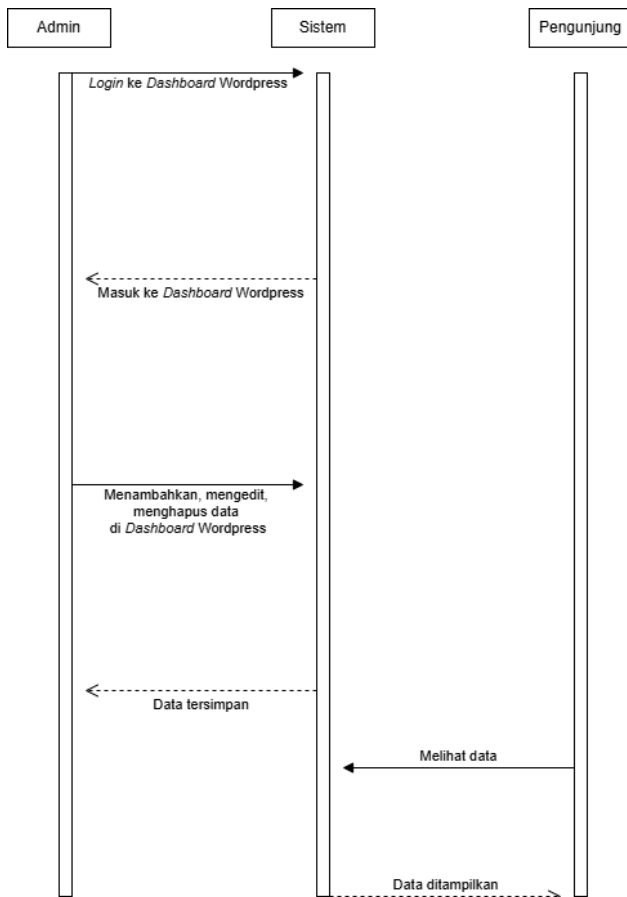 Admin
Sistem
Pengunjung
Login ke Dashboard Wordpress
Masuk ke Dashboard Wordpress
Menambahkan, mengedit,
menghapus data
di Dashboard Wordpress
Data tersimpan
Melihat data
Data ditampilkan